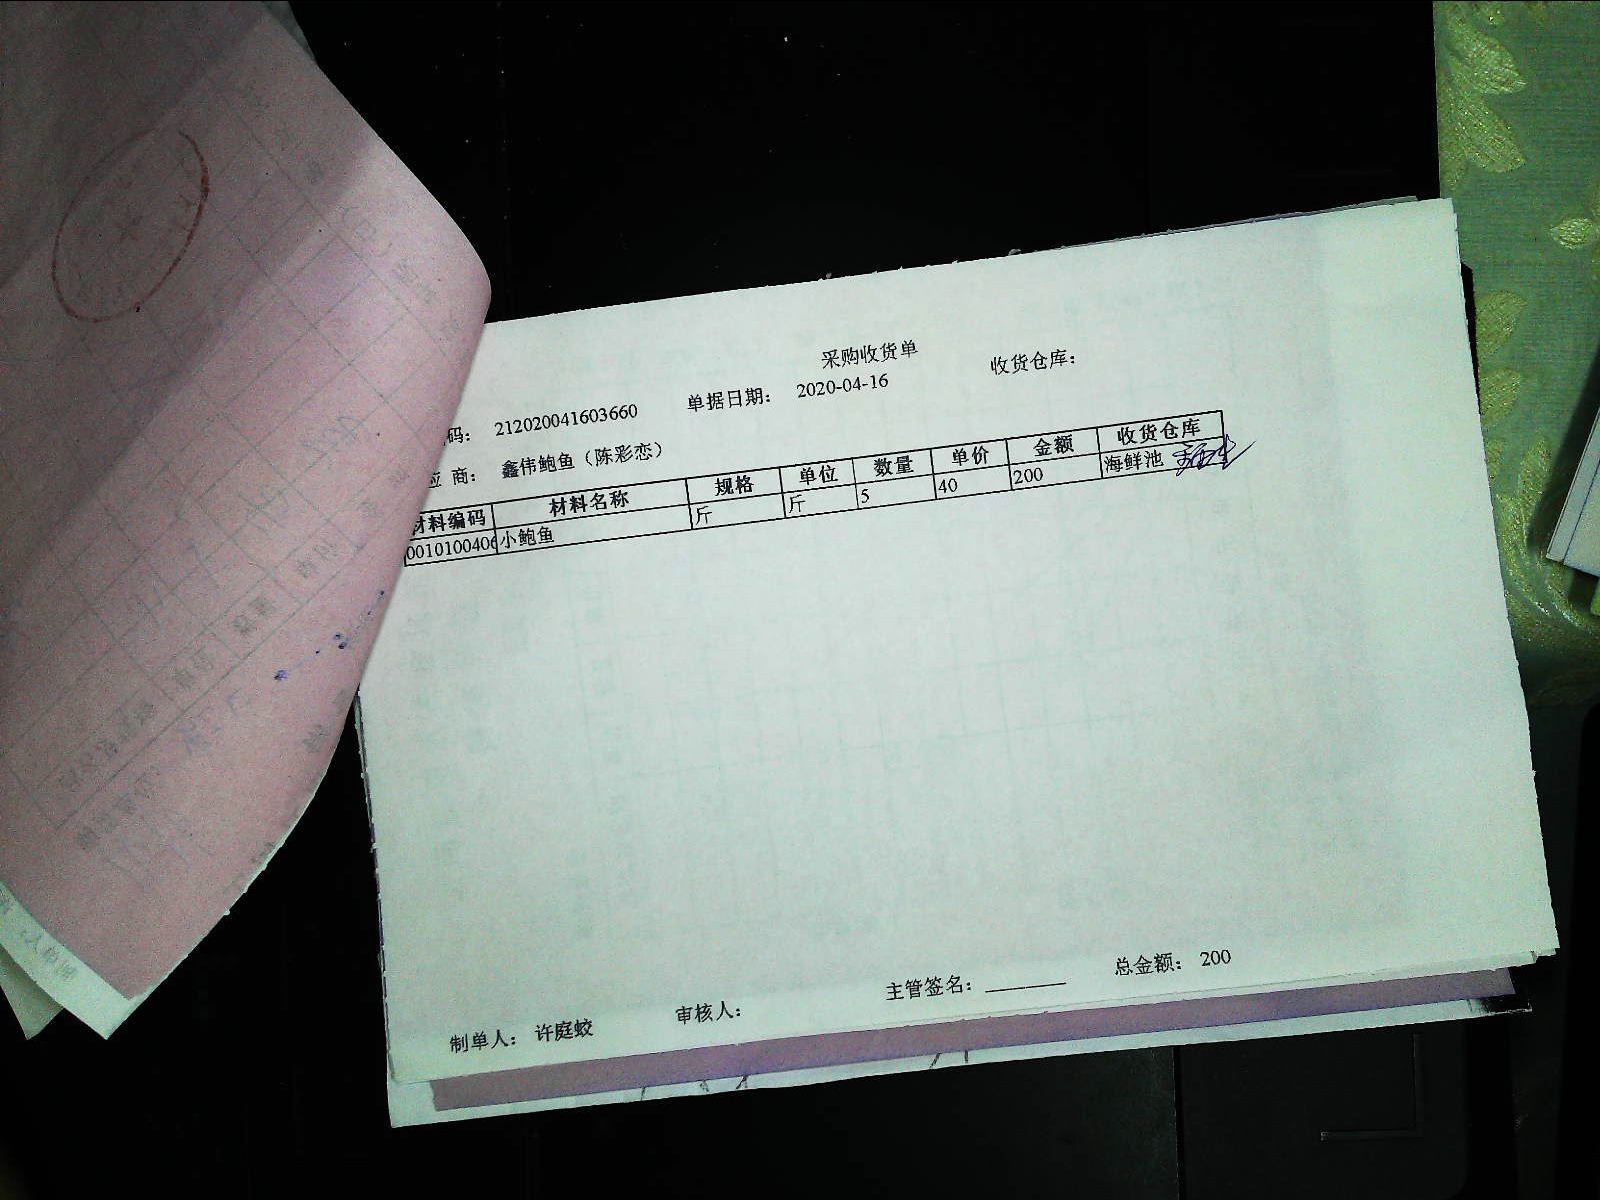 采购收货单
码： 212020041603660 单据日期： 2020-04-16 收货仓库：
应 商： 鑫伟鲍鱼（陈彩恋）
材料编码 材料名称 规格 单位 数量 单价 金额 收货仓库
0010100406 小鲍鱼 斤 斤 5 40 200 海鲜池
制单人： 许庭蛟 审核人： 主管签名：________ 总金额： 200